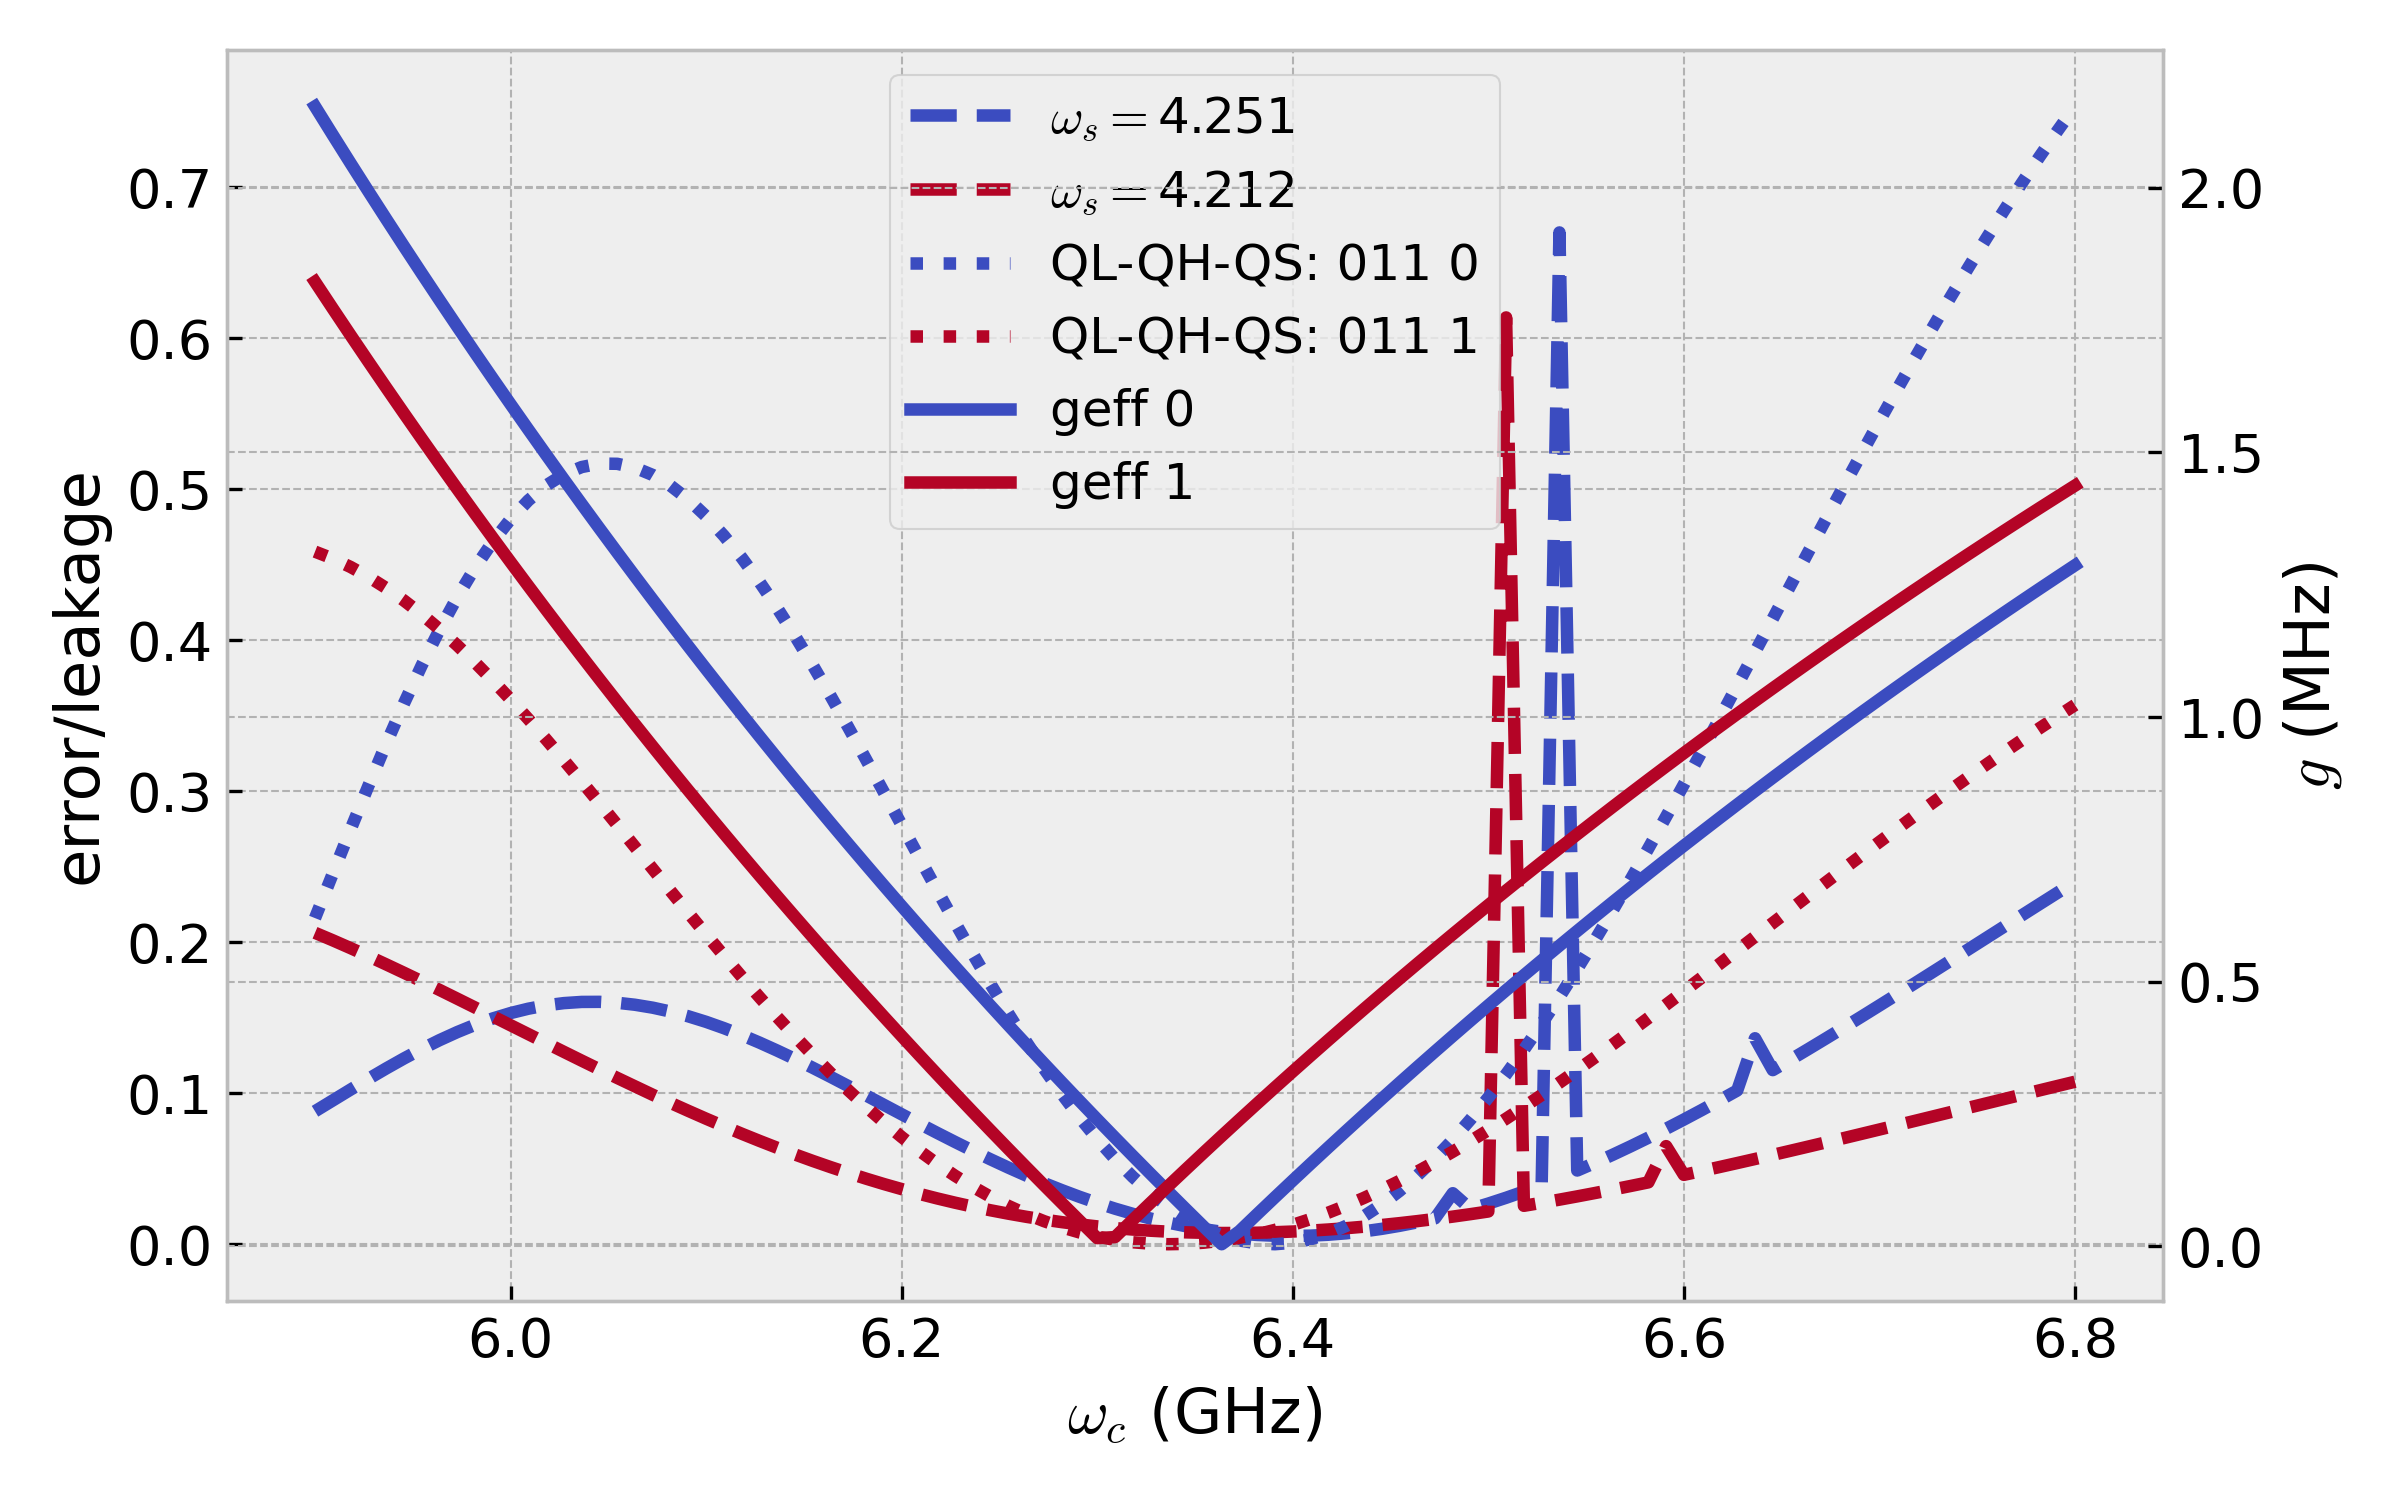 ω_s = 4.251
ω_s = 4.212
QL-QH-QS: 011 0
QL-QH-QS: 011 1
geff 0
geff 1
error/leakage
0.7
0.6
0.5
0.4
0.3
0.2
0.1
0.0
2.0
1.5
1.0
0.5
0.0
g (MHz)
6.0 6.2 6.4 6.6 6.8
ω_c (GHz)